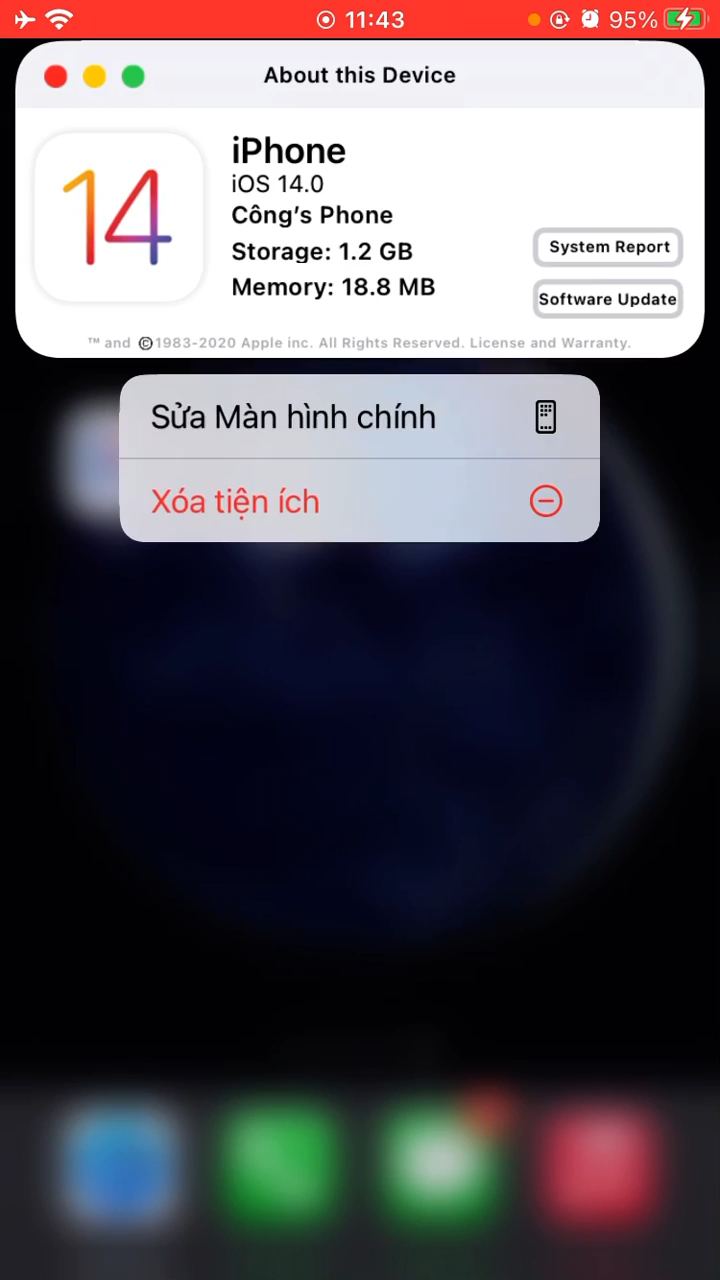 11:43
95%
About this Device
14
iPhone
iOS 14.0
Công’s Phone
Storage: 1.2 GB
System Report
Memory: 18.8 MB
Software Update
™ and ©1983-2020 Apple inc. All Rights Reserved. License and Warranty.
Sửa Màn hình chính
Xóa tiện ích